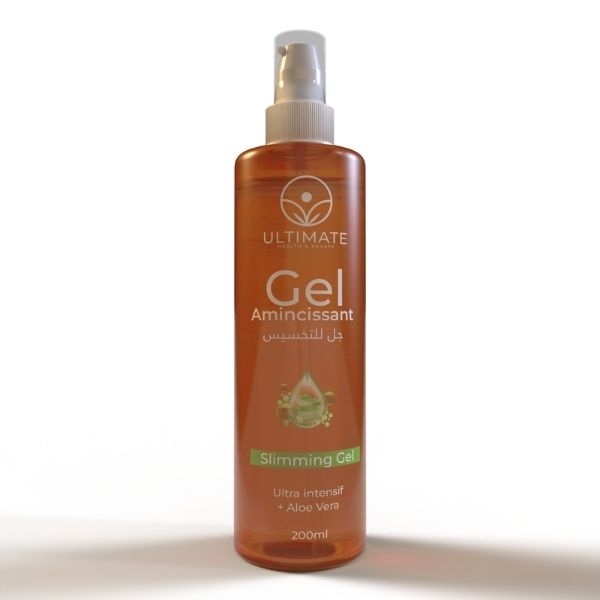 ULTIMATE
HEALTH & BEAUTY
Gel
Amincissant
جل للتخسيس
Slimming Gel
Ultra intensif
+ Aloe Vera
200ml